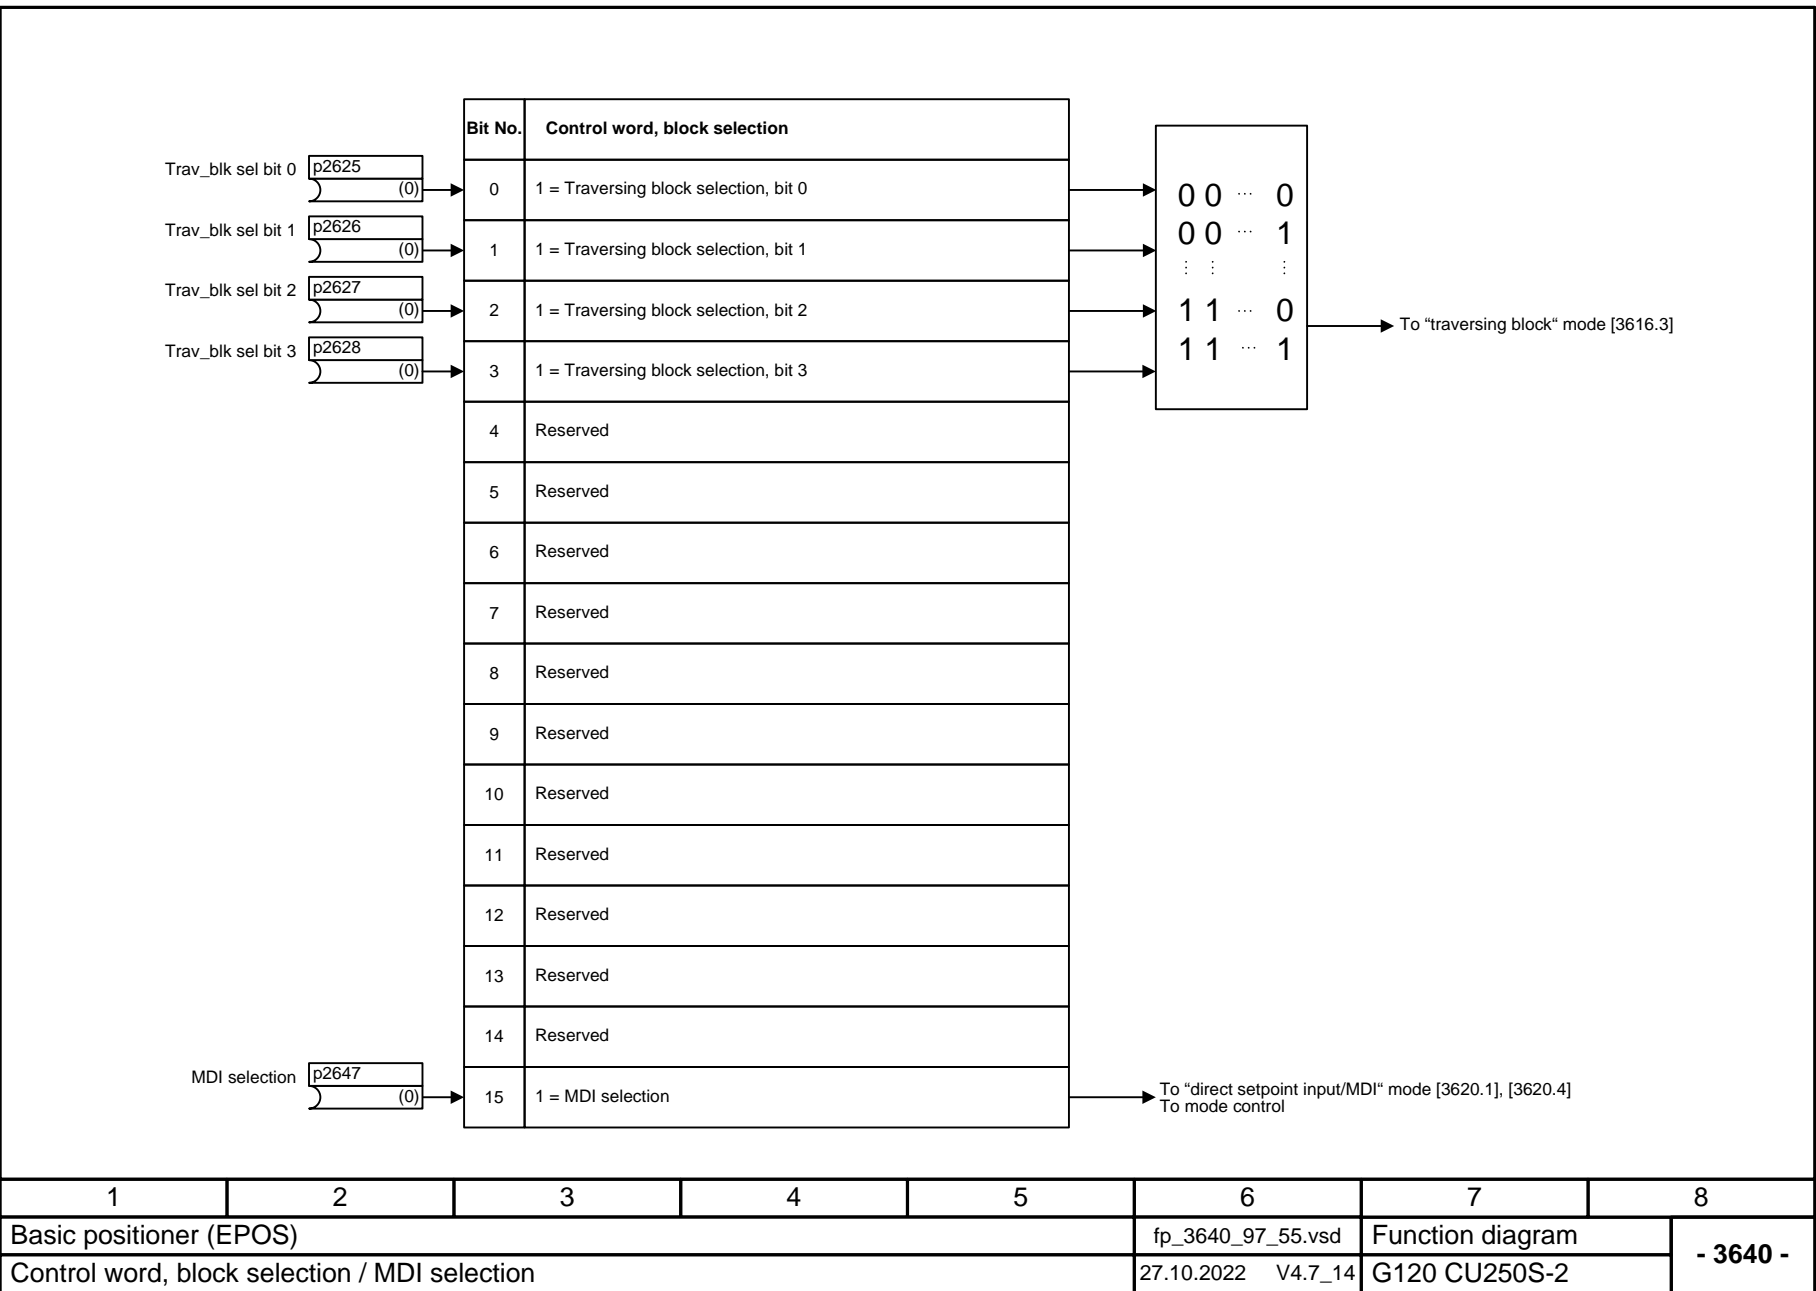 Bit No. Control word, block selection
Trav_blk sel bit 0 p2625
(0) 0 1 = Traversing block selection, bit 0
Trav_blk sel bit 1 p2626
(0) 1 1 = Traversing block selection, bit 1
Trav_blk sel bit 2 p2627
(0) 2 1 = Traversing block selection, bit 2
Trav_blk sel bit 3 p2628
(0) 3 1 = Traversing block selection, bit 3
0 0 ... 0
0 0 ... 1
⋮ ⋮ ⋮
1 1 ... 0
1 1 ... 1
To “traversing block“ mode [3616.3]
4 Reserved
5 Reserved
6 Reserved
7 Reserved
8 Reserved
9 Reserved
10 Reserved
11 Reserved
12 Reserved
13 Reserved
14 Reserved
MDI selection p2647
(0) 15 1 = MDI selection
To “direct setpoint input/MDI“ mode [3620.1], [3620.4]
To mode control
1 2 3 4 5 6 7 8
Basic positioner (EPOS) fp_3640_97_55.vsd Function diagram
- 3640 -
Control word, block selection / MDI selection 27.10.2022 V4.7_14 G120 CU250S-2